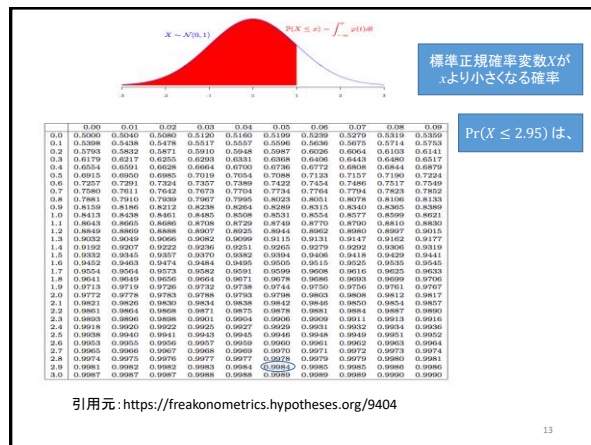 X ∼ N(0, 1)
P(X ≤ x) = ∫_{-∞}^{x} φ(t)dt
-3 -2 -1 0 1 2 3
標準正規確率変数Xが
xより小さくなる確率
Pr(X ≤ 2.95) は、
0.00 0.01 0.02 0.03 0.04 0.05 0.06 0.07 0.08 0.09
0.0 0.5000 0.5040 0.5080 0.5120 0.5160 0.5199 0.5239 0.5279 0.5319 0.5359
0.1 0.5398 0.5438 0.5478 0.5517 0.5557 0.5596 0.5636 0.5675 0.5714 0.5753
0.2 0.5793 0.5832 0.5871 0.5910 0.5948 0.5987 0.6026 0.6064 0.6103 0.6141
0.3 0.6179 0.6217 0.6255 0.6293 0.6331 0.6368 0.6406 0.6443 0.6480 0.6517
0.4 0.6554 0.6591 0.6628 0.6664 0.6700 0.6736 0.6772 0.6808 0.6844 0.6879
0.5 0.6915 0.6950 0.6985 0.7019 0.7054 0.7088 0.7123 0.7157 0.7190 0.7224
0.6 0.7257 0.7291 0.7324 0.7357 0.7389 0.7422 0.7454 0.7486 0.7517 0.7549
0.7 0.7580 0.7611 0.7642 0.7673 0.7704 0.7734 0.7764 0.7794 0.7823 0.7852
0.8 0.7881 0.7910 0.7939 0.7967 0.7995 0.8023 0.8051 0.8078 0.8106 0.8133
0.9 0.8159 0.8186 0.8212 0.8238 0.8264 0.8289 0.8315 0.8340 0.8365 0.8389
1.0 0.8413 0.8438 0.8461 0.8485 0.8508 0.8531 0.8554 0.8577 0.8599 0.8621
1.1 0.8643 0.8665 0.8686 0.8708 0.8729 0.8749 0.8770 0.8790 0.8810 0.8830
1.2 0.8849 0.8869 0.8888 0.8907 0.8925 0.8944 0.8962 0.8980 0.8997 0.9015
1.3 0.9032 0.9049 0.9066 0.9082 0.9099 0.9115 0.9131 0.9147 0.9162 0.9177
1.4 0.9192 0.9207 0.9222 0.9236 0.9251 0.9265 0.9279 0.9292 0.9306 0.9319
1.5 0.9332 0.9345 0.9357 0.9370 0.9382 0.9394 0.9406 0.9418 0.9429 0.9441
1.6 0.9452 0.9463 0.9474 0.9484 0.9495 0.9505 0.9515 0.9525 0.9535 0.9545
1.7 0.9554 0.9564 0.9573 0.9582 0.9591 0.9599 0.9608 0.9616 0.9625 0.9633
1.8 0.9641 0.9649 0.9656 0.9664 0.9671 0.9678 0.9686 0.9693 0.9699 0.9706
1.9 0.9713 0.9719 0.9726 0.9732 0.9738 0.9744 0.9750 0.9756 0.9761 0.9767
2.0 0.9772 0.9778 0.9783 0.9788 0.9793 0.9798 0.9803 0.9808 0.9812 0.9817
2.1 0.9821 0.9826 0.9830 0.9834 0.9838 0.9842 0.9846 0.9850 0.9854 0.9857
2.2 0.9861 0.9864 0.9868 0.9871 0.9875 0.9878 0.9881 0.9884 0.9887 0.9890
2.3 0.9893 0.9896 0.9898 0.9901 0.9904 0.9906 0.9909 0.9911 0.9913 0.9916
2.4 0.9918 0.9920 0.9922 0.9925 0.9927 0.9929 0.9931 0.9932 0.9934 0.9936
2.5 0.9938 0.9940 0.9941 0.9943 0.9945 0.9946 0.9948 0.9949 0.9951 0.9952
2.6 0.9953 0.9955 0.9956 0.9957 0.9959 0.9960 0.9961 0.9962 0.9963 0.9964
2.7 0.9965 0.9966 0.9967 0.9968 0.9969 0.9970 0.9971 0.9972 0.9973 0.9974
2.8 0.9974 0.9975 0.9976 0.9977 0.9977 0.9978 0.9979 0.9979 0.9980 0.9981
2.9 0.9981 0.9982 0.9982 0.9983 0.9984 0.9984 0.9985 0.9985 0.9986 0.9986
3.0 0.9987 0.9987 0.9987 0.9988 0.9988 0.9989 0.9989 0.9989 0.9990 0.9990
引用元：https://freakonometrics.hypotheses.org/9404
13